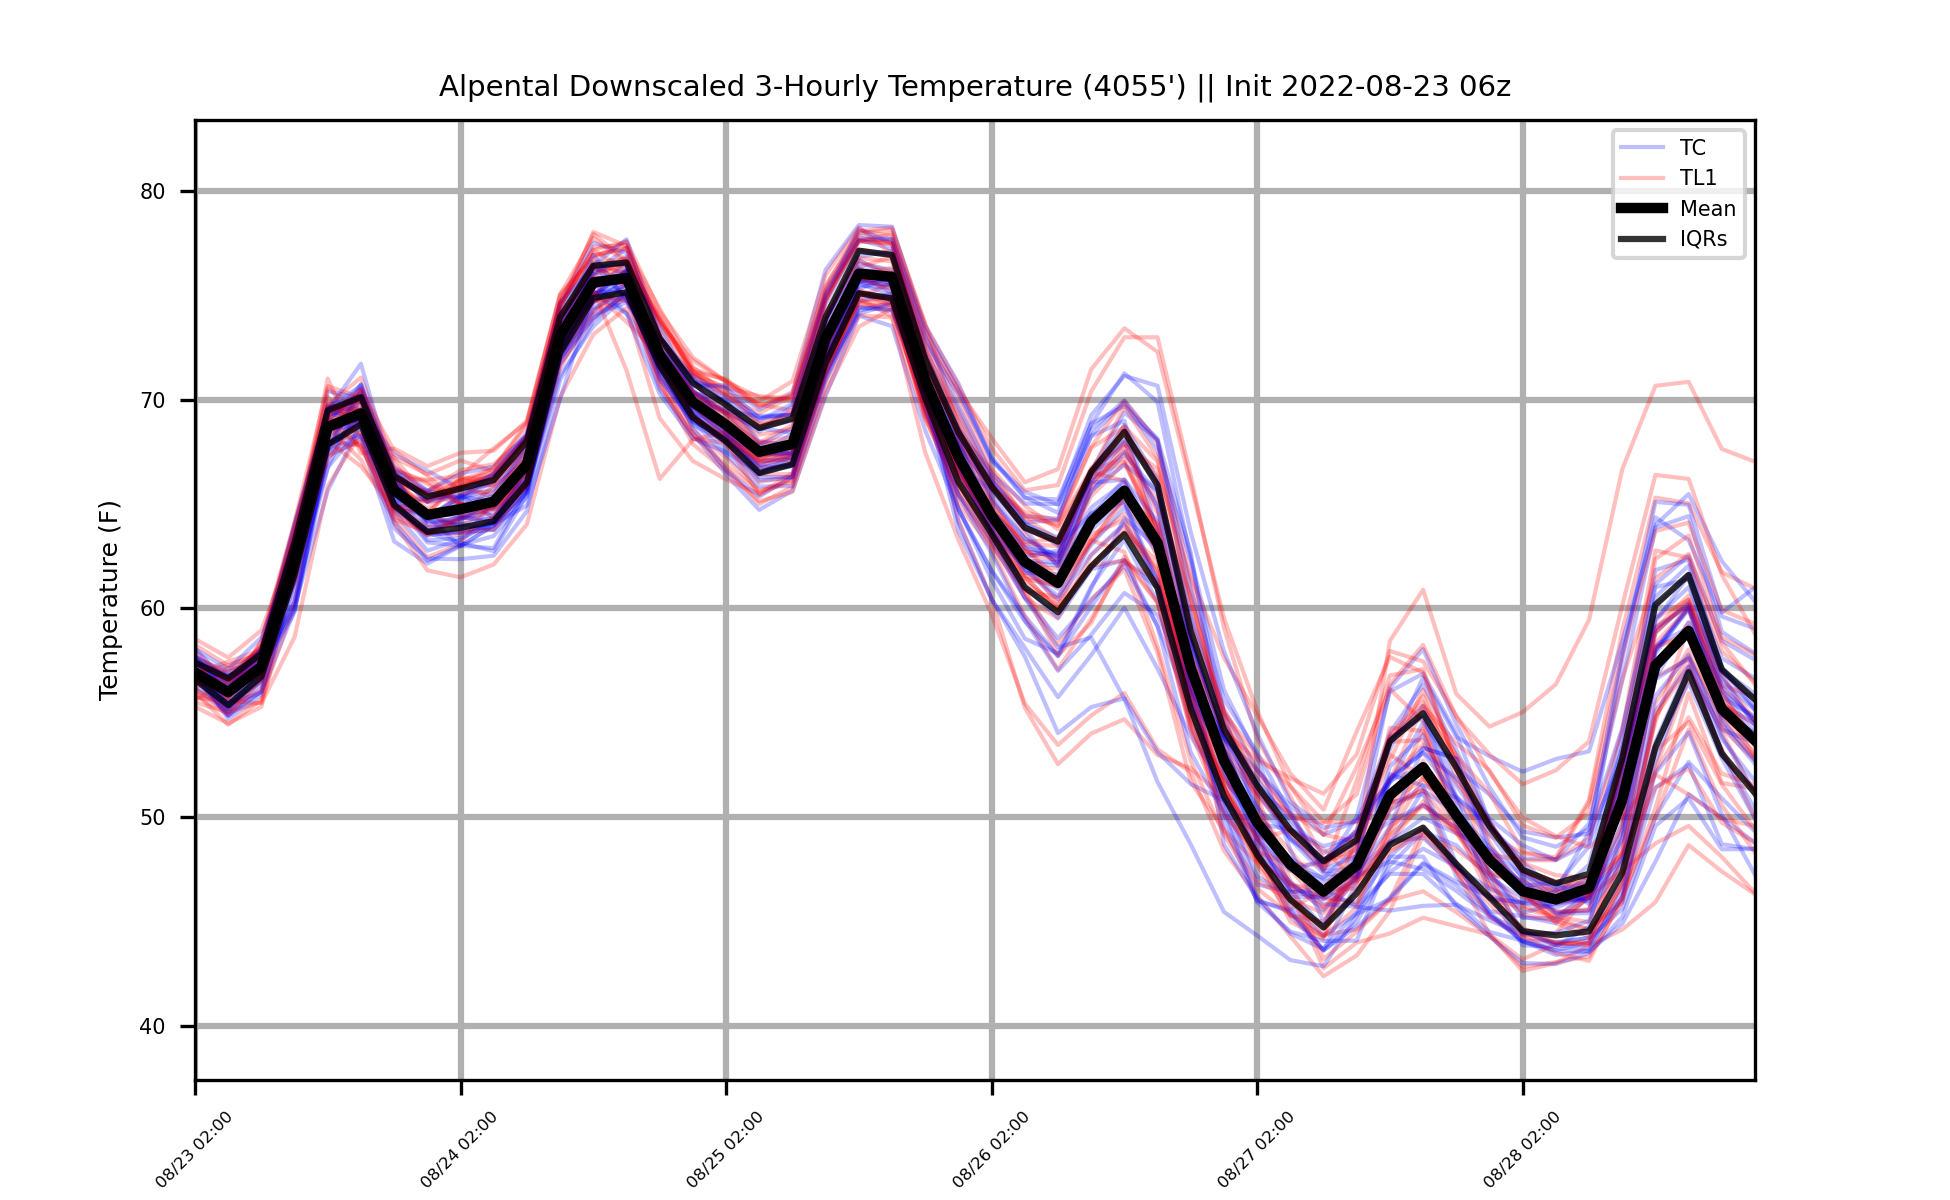 Alpental Downscaled 3-Hourly Temperature (4055') || Init 2022-08-23 06z
TC
TL1
Mean
IQRs
Temperature (F)
80
70
60
50
40
08/23 02:00
08/24 02:00
08/25 02:00
08/26 02:00
08/27 02:00
08/28 02:00